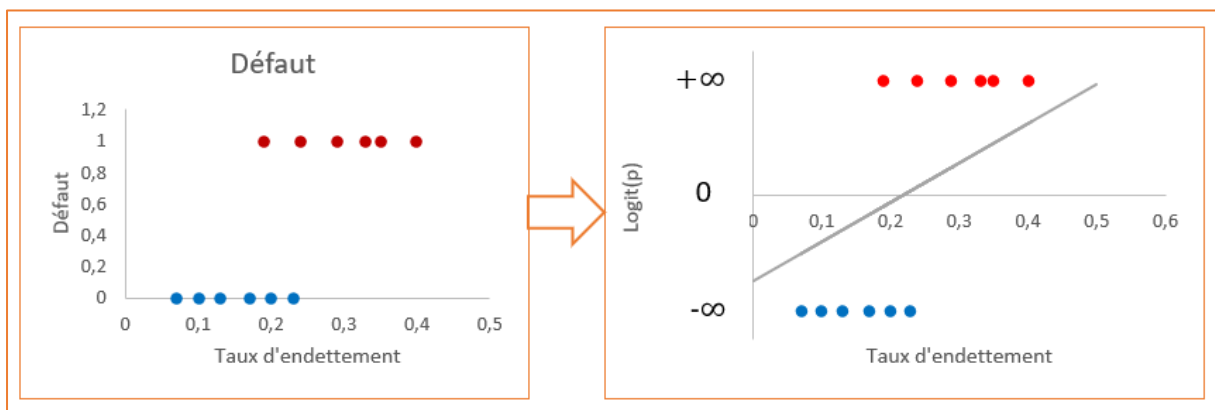 Défaut
1,2
1
0,8
0,6
0,4
0,2
0
Défaut
0 0,1 0,2 0,3 0,4 0,5
Taux d'endettement
+∞
0
-∞
Logit(p)
0 0,1 0,2 0,3 0,4 0,5 0,6
Taux d'endettement